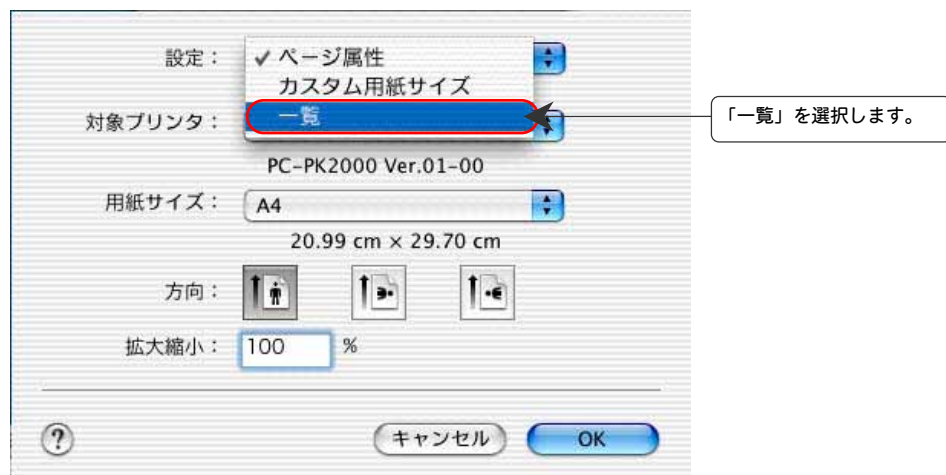 設定： ✓ ページ属性
カスタム用紙サイズ
対象プリンタ： 一覧
「一覧」を選択します。
PC-PK2000 Ver.01-00
用紙サイズ： A4
20.99 cm × 29.70 cm
方向：
拡大縮小： 100 %
? キャンセル OK